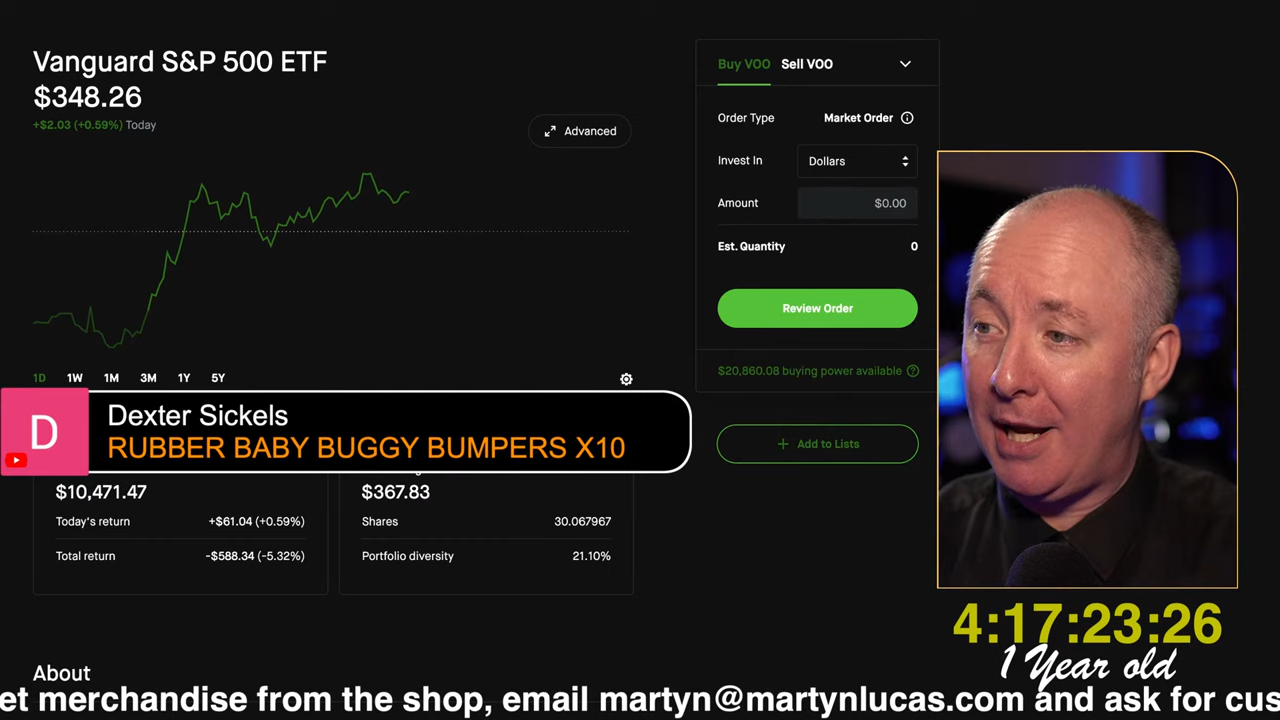 Vanguard S&P 500 ETF
$348.26
+$2.03 (+0.59%) Today
Advanced
1D 1W 1M 3M 1Y 5Y
D
Dexter Sickels
RUBBER BABY BUGGY BUMPERS X10
$10,471.47
Today's return +$61.04 (+0.59%)
Total return -$588.34 (-5.32%)
$367.83
Shares 30.067967
Portfolio diversity 21.10%
Buy VOO Sell VOO
Order Type Market Order
Invest In Dollars
Amount $0.00
Est. Quantity 0
Review Order
$20,860.08 buying power available
+ Add to Lists
4:17:23:26
1 Year old
About
et merchandise from the shop, email martyn@martynlucas.com and ask for cus